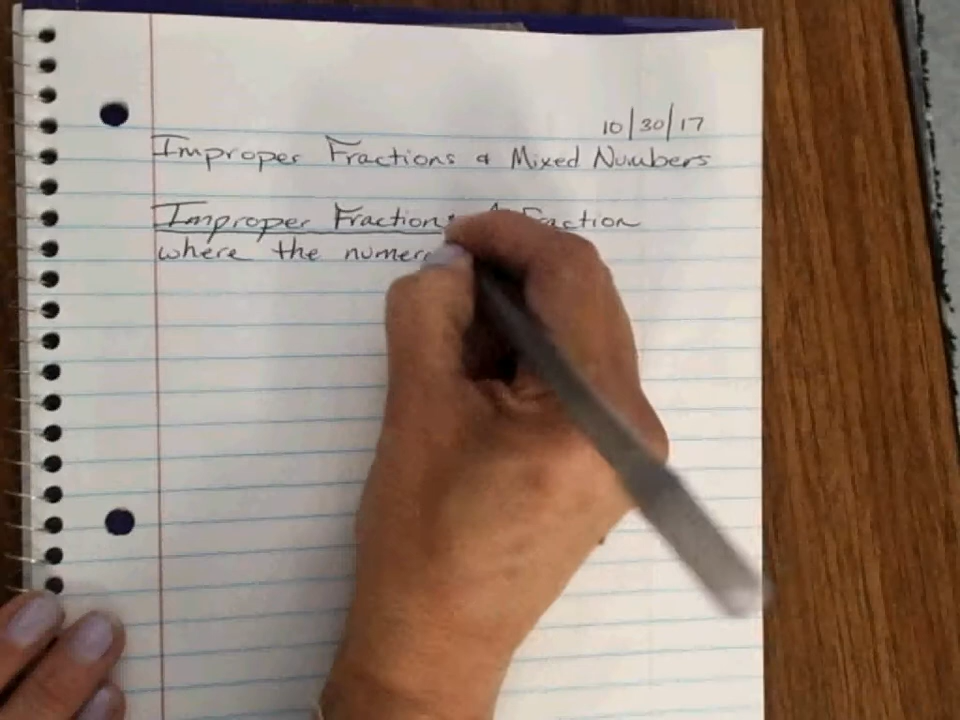 10/30/17
Improper Fractions & Mixed Numbers
Improper Fraction
where the